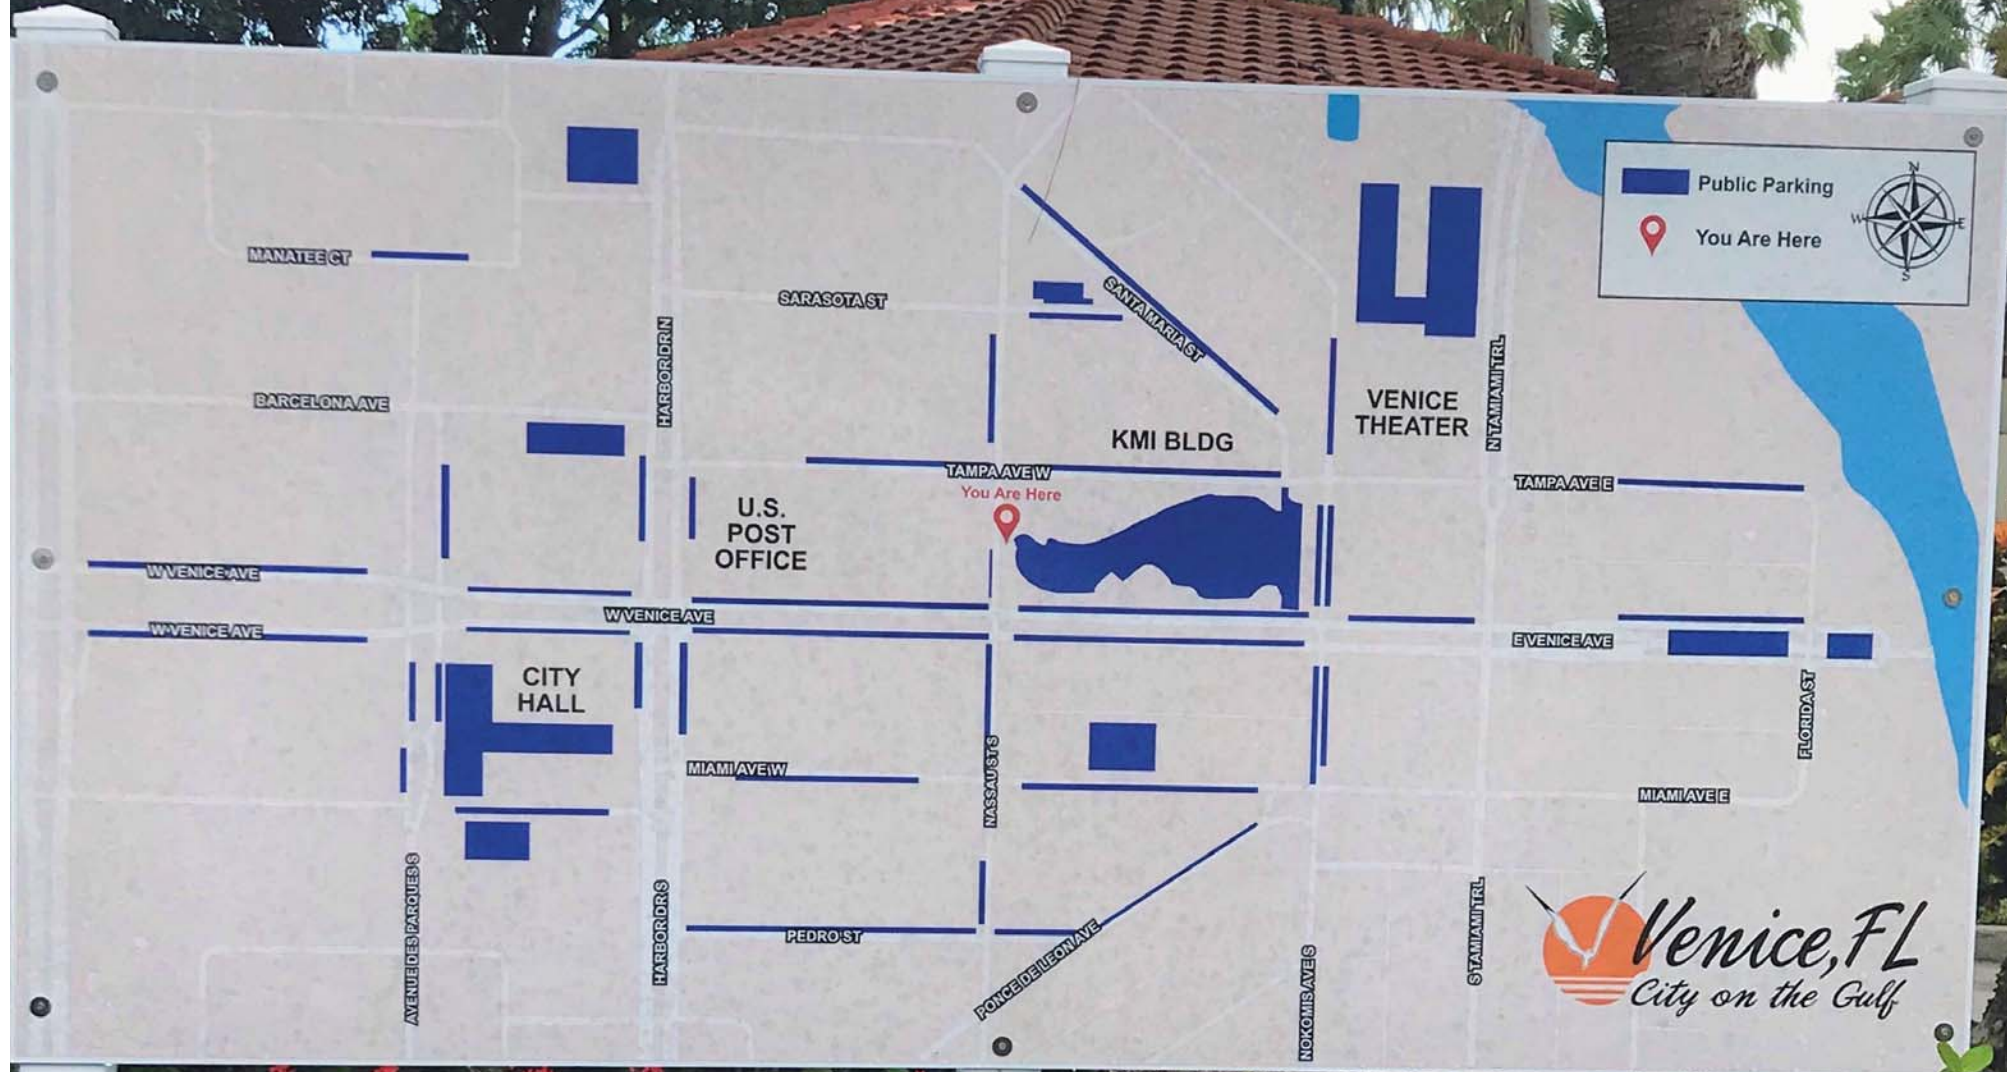 N
W
E
S
Public Parking
You Are Here
MANATEE CT
SARASOTA ST
SANTA MARIA ST
HARBOR DR N
N TAMIAMI TRL
BARCELONA AVE
VENICE
THEATER
KMI BLDG
TAMPA AVE W
TAMPA AVE E
You Are Here
U.S.
POST
OFFICE
W VENICE AVE
W VENICE AVE
W VENICE AVE
E VENICE AVE
CITY
HALL
FLORIDA ST
MIAMI AVE W
NASSAU ST S
MIAMI AVE E
AVENUE DES PARQUES S
HARBOR DR S
PEDRO ST
PONCE DE LEON AVE
NOKOMIS AVE S
S TAMIAMI TRL
Venice, FL
City on the Gulf